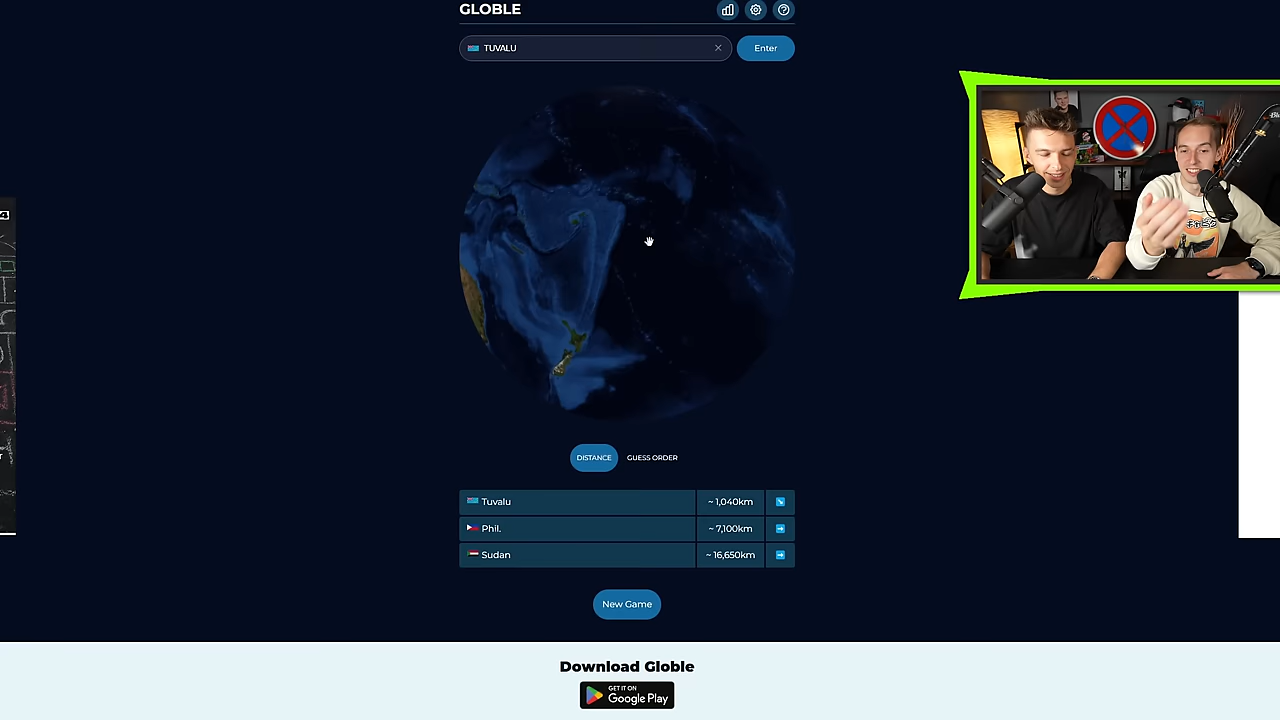 GLOBLE
TUVALU
Enter
4
DISTANCE
GUESS ORDER
Tuvalu ~ 1,040km
Phil. ~ 7,100km
Sudan ~ 16,650km
New Game
Download Globle
GET IT ON
Google Play